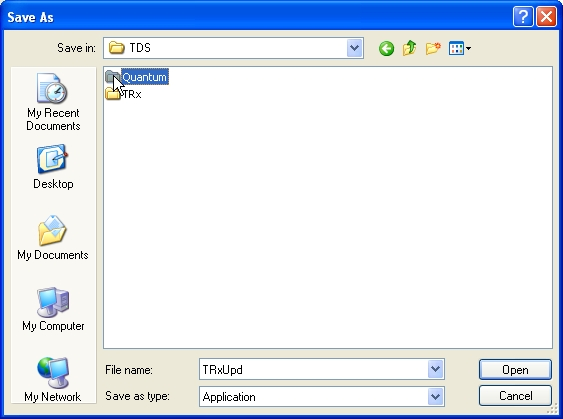 Save As
Save in:
TDS
My Recent
Documents
Desktop
My Documents
My Computer
My Network
Quantum
TRx
File name:
TRxUpd
Open
Save as type:
Application
Cancel